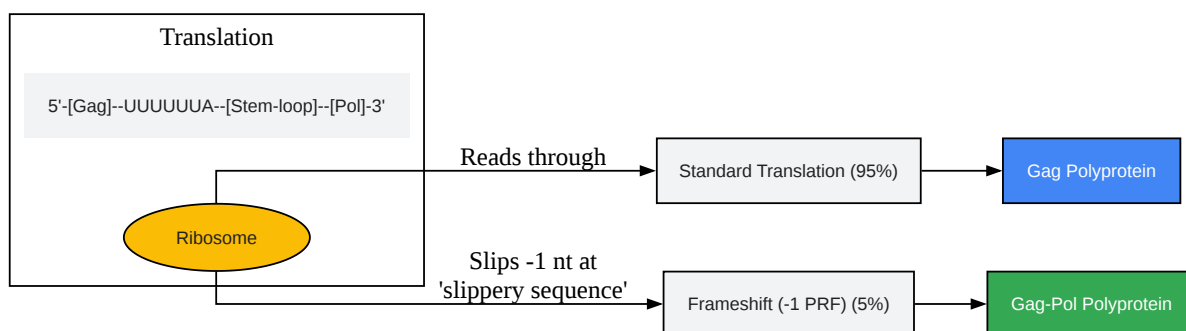 Translation
5'-[Gag]--UUUUUUA--[Stem-loop]--[Pol]-3'
Reads through
Standard Translation (95%)
Gag Polyprotein
Ribosome
Slips -1 nt at
'slippery sequence'
Frameshift (-1 PRF) (5%)
Gag-Pol Polyprotein